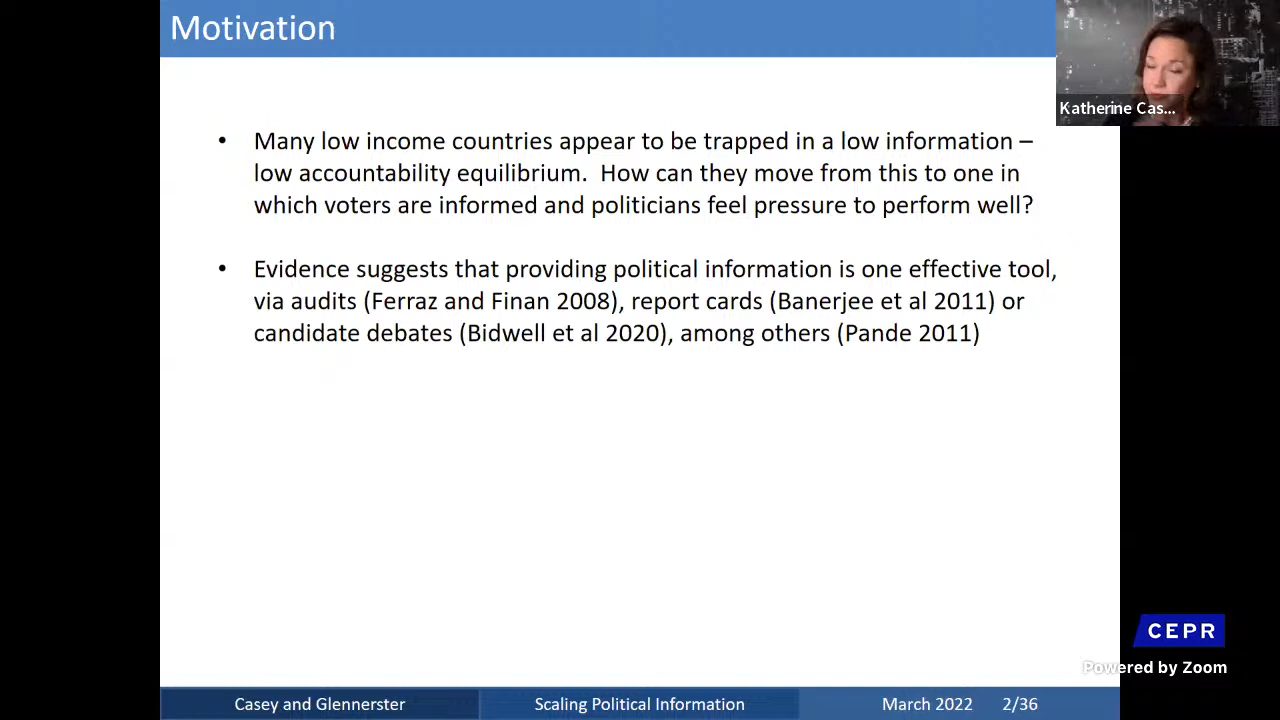 Motivation
Katherine Cas...
• Many low income countries appear to be trapped in a low information –
low accountability equilibrium. How can they move from this to one in
which voters are informed and politicians feel pressure to perform well?
• Evidence suggests that providing political information is one effective tool,
via audits (Ferraz and Finan 2008), report cards (Banerjee et al 2011) or
candidate debates (Bidwell et al 2020), among others (Pande 2011)
CEPR
Powered by Zoom
Casey and Glennerster
Scaling Political Information
March 2022 2/36